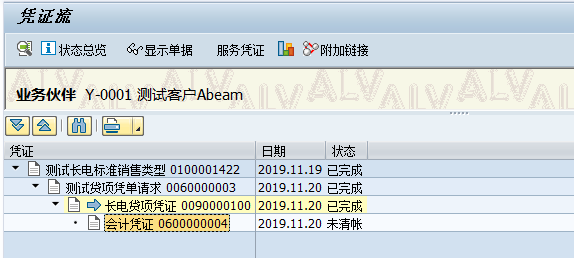 凭证流
状态总览 显示单据 服务凭证 附加链接
业务伙伴 Y-0001 测试客户Abeam
凭证 日期 状态
测试长电标准销售类型 0100001422 2019.11.19 已完成
测试贷项凭单请求 0060000003 2019.11.20 已完成
长电贷项凭证 0090000100 2019.11.20 已完成
会计凭证 0600000004 2019.11.20 未清帐